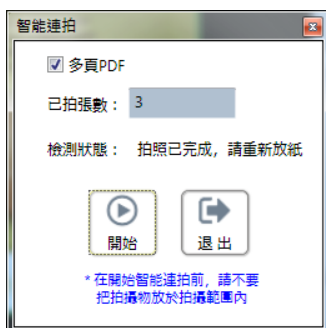 智能連拍
多頁PDF
已拍張數： 3
檢測狀態： 拍照已完成，請重新放紙
開始
退出
*在開始智能連拍前，請不要
把拍攝物放於拍攝範圍內